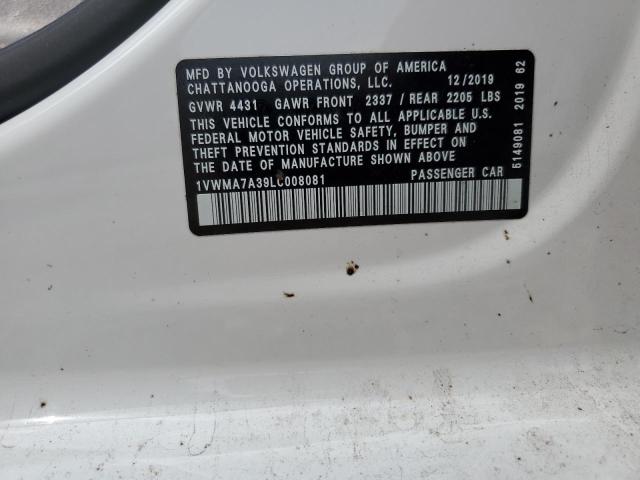 MFD BY VOLKSWAGEN GROUP OF AMERICA
CHATTANOOGA OPERATIONS, LLC. 12/2019
GVWR 4431 GAWR FRONT 2337 / REAR 2205 LBS
THIS VEHICLE CONFORMS TO ALL APPLICABLE U.S.
FEDERAL MOTOR VEHICLE SAFETY, BUMPER AND
THEFT PREVENTION STANDARDS IN EFFECT ON
THE DATE OF MANUFACTURE SHOWN ABOVE
1VWMA7A39LC008081 PASSENGER CAR
5149081 2019 62